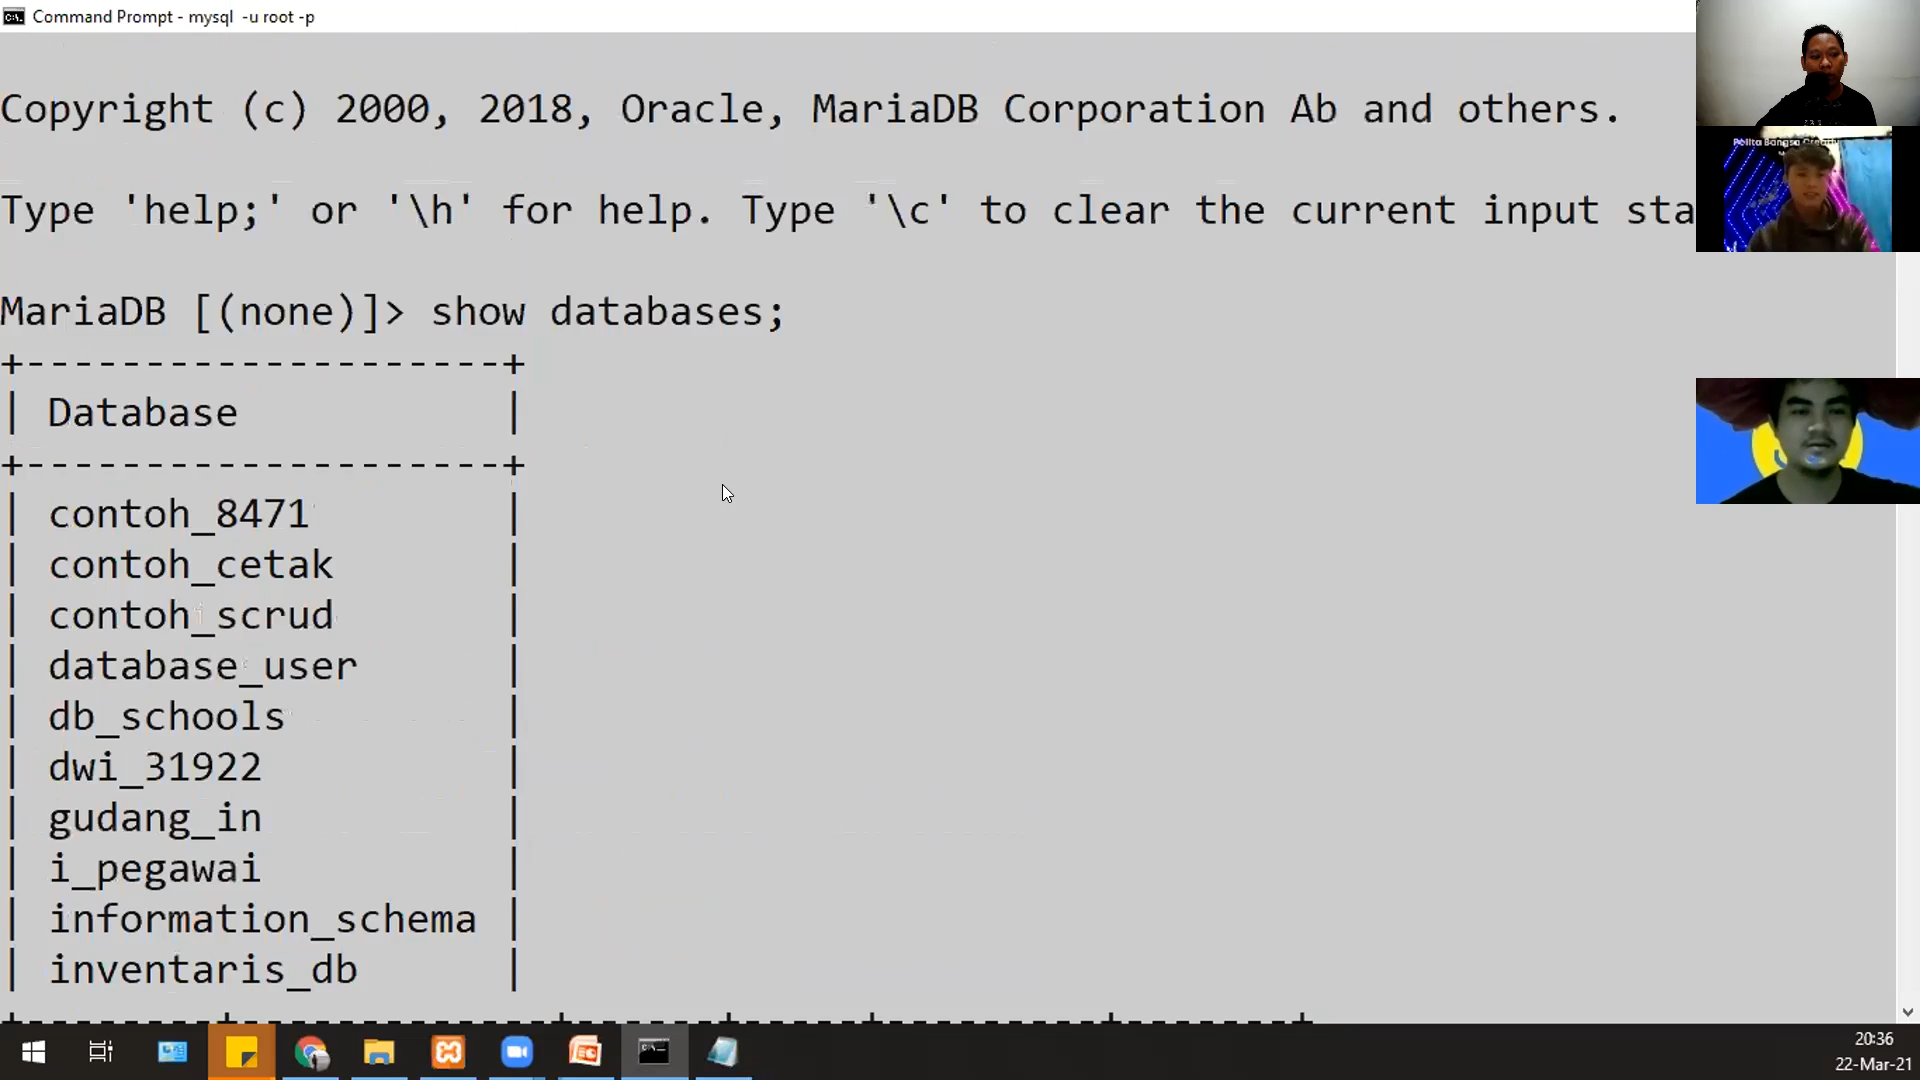 Command Prompt - mysql  -u root -p
Copyright (c) 2000, 2018, Oracle, MariaDB Corporation Ab and others.
Type 'help;' or '\h' for help. Type '\c' to clear the current input sta
MariaDB [(none)]> show databases;
+--------------------+
| Database           |
+--------------------+
| contoh_8471        |
| contoh_cetak       |
| contoh_scrud       |
| database_user      |
| db_schools         |
| dwi_31922          |
| gudang_in          |
| i_pegawai          |
| information_schema |
| inventaris_db      |
Pelita Bangsa
20:36
22-Mar-21